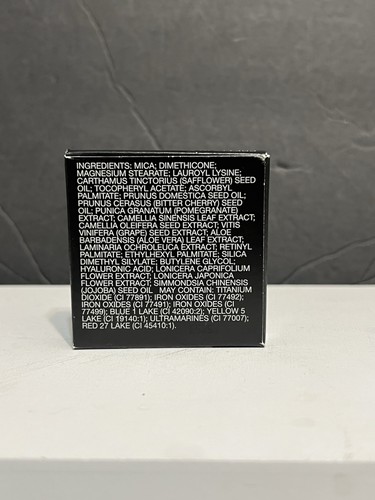 INGREDIENTS: MICA; DIMETHICONE;
MAGNESIUM STEARATE; LAUROYL LYSINE;
CARTHAMUS TINCTORIUS (SAFFLOWER) SEED
OIL; TOCOPHERYL ACETATE; ASCORBYL
PALMITATE; PRUNUS DOMESTICA SEED OIL;
PRUNUS CERASUS (BITTER CHERRY) SEED
OIL; PUNICA GRANATUM (POMEGRANATE)
EXTRACT; CAMELLIA SINENSIS LEAF EXTRACT;
CAMELLIA OLEIFERA SEED EXTRACT; VITIS
VINIFERA (GRAPE) SEED EXTRACT; ALOE
BARBADENSIS (ALOE VERA) LEAF EXTRACT;
LAMINARIA OCHROLEUCA EXTRACT; RETINYL
PALMITATE; ETHYLHEXYL PALMITATE; SILICA
DIMETHYL SILYLATE; BUTYLENE GLYCOL;
HYALURONIC ACID; LONICERA CAPRIFOLIUM
FLOWER EXTRACT; LONICERA JAPONICA
FLOWER EXTRACT; SIMMONDSIA CHINENSIS
(JOJOBA) SEED OIL MAY CONTAIN: TITANIUM
DIOXIDE (CI 77891); IRON OXIDES (CI 77492);
IRON OXIDES (CI 77491); IRON OXIDES (CI
77499); BLUE 1 LAKE (CI 42090:2); YELLOW 5
LAKE (CI 19140:1); ULTRAMARINES (CI 77007);
RED 27 LAKE (CI 45410:1).